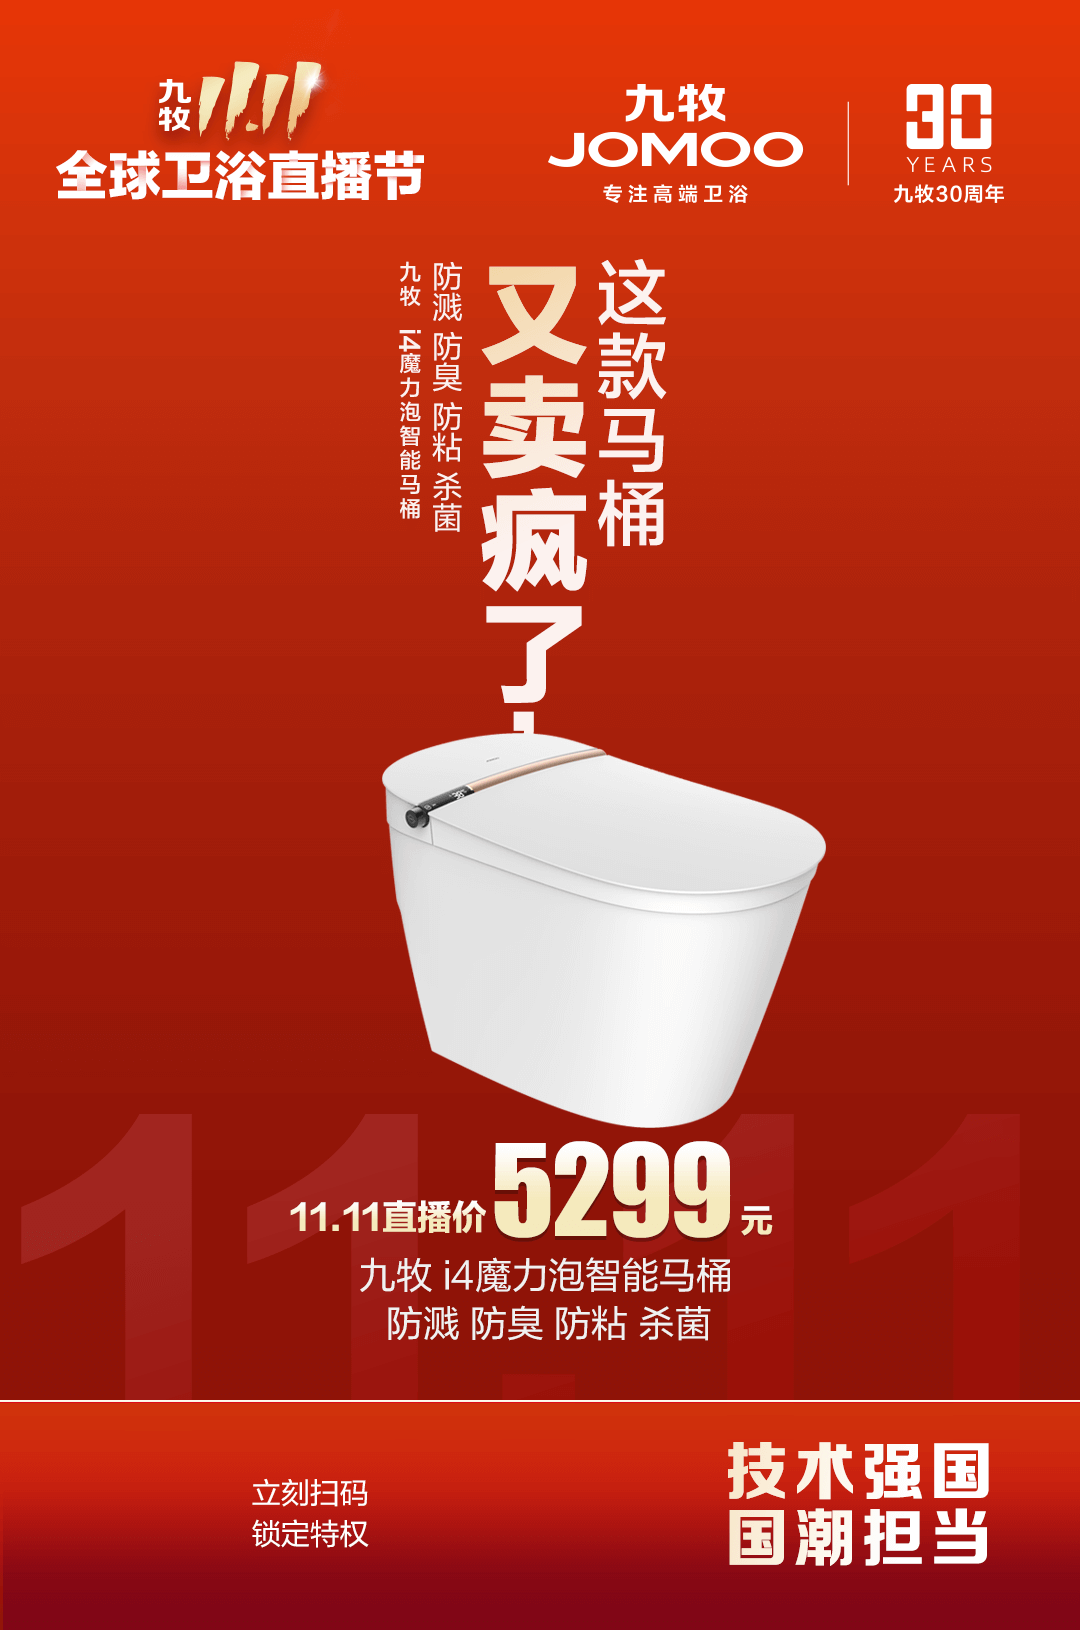 九牧 11.11
全球卫浴直播节
九牧
JOMOO
专注高端卫浴
30
YEARS
九牧30周年
这款马桶
又卖疯了!
防溅 防臭 防粘 杀菌
九牧 i4魔力泡智能马桶
11.11
11.11直播价5299元
九牧 i4魔力泡智能马桶
防溅 防臭 防粘 杀菌
立刻扫码
锁定特权
技术强国
国潮担当